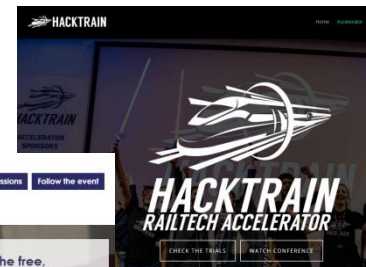 HACKTRAIN
Home Accelerator
HACKTRAIN
ACCELERATOR
SPONSORS
ssions Follow the event
HACKTRAIN
RAILTECH ACCELERATOR
CHECK THE TRIALS WATCH CONFERENCE
he free,